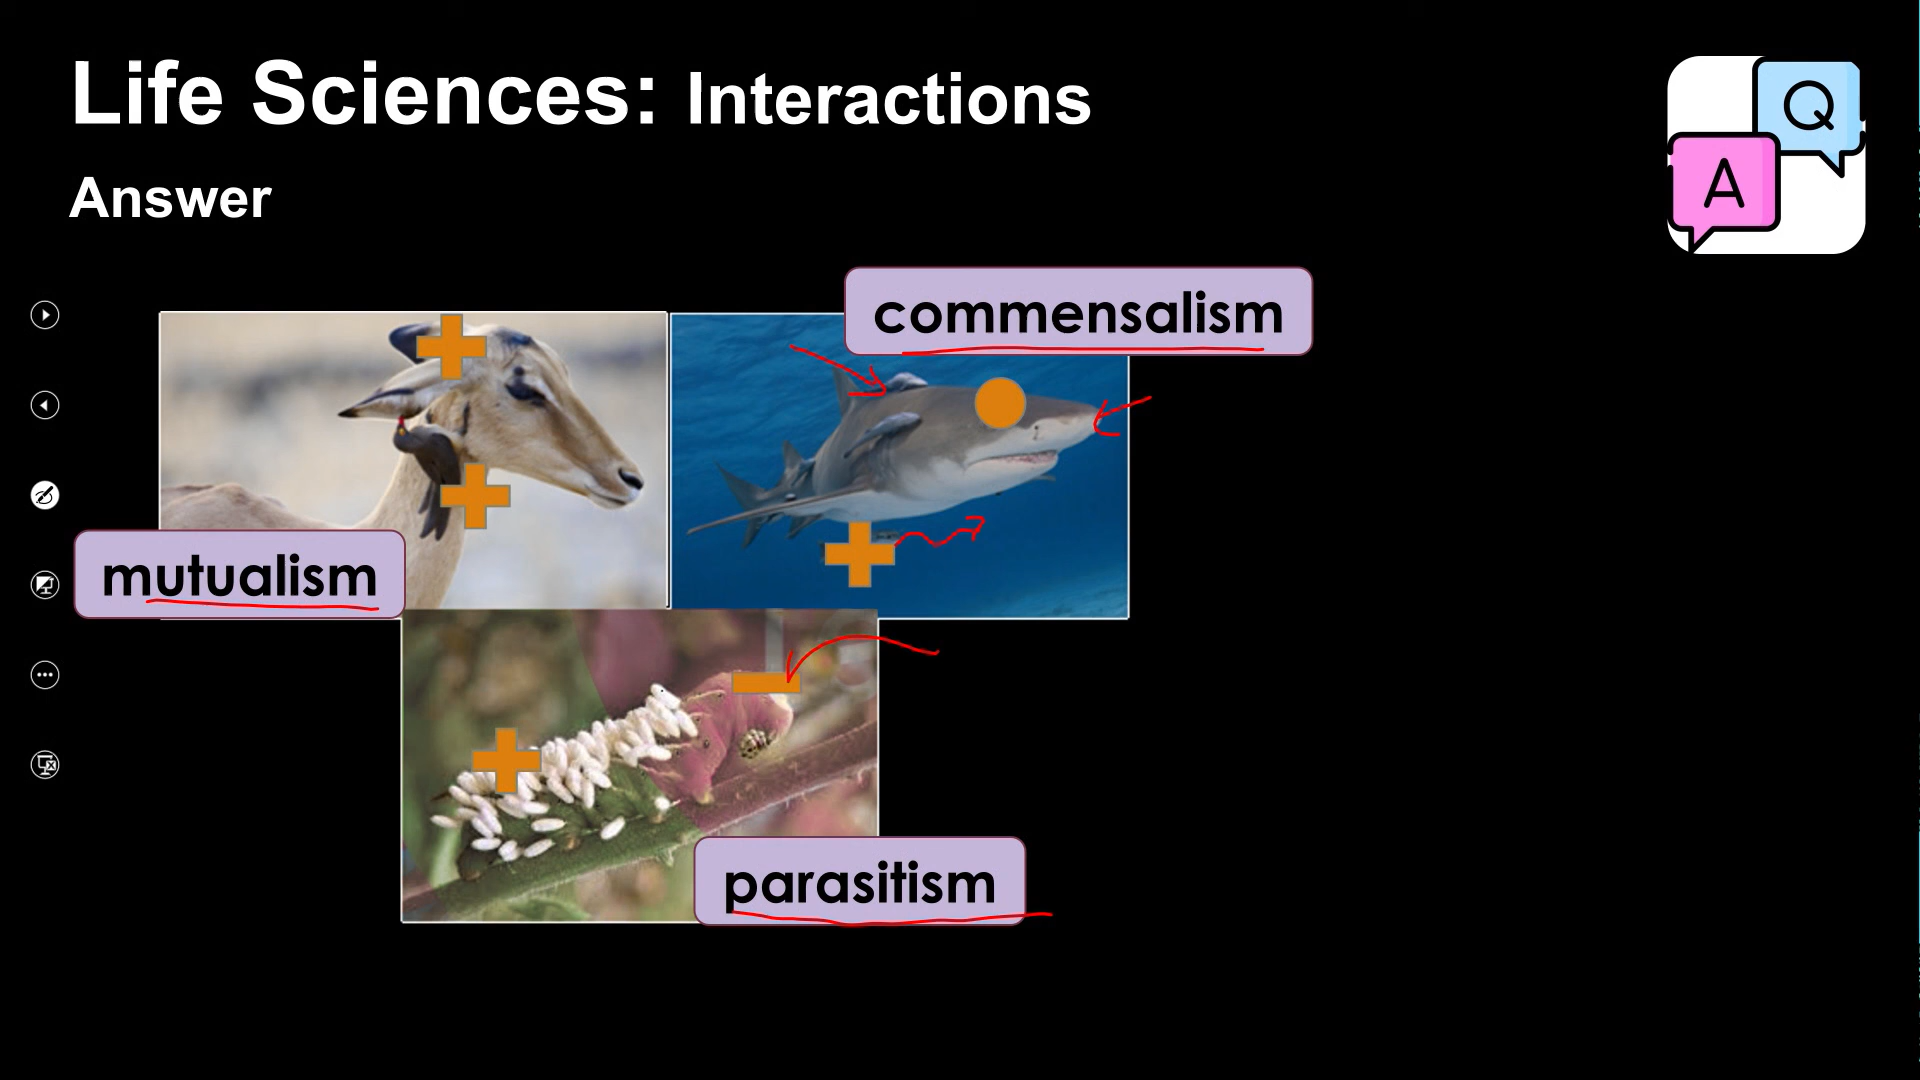 Life Sciences: Interactions
Answer
Q
A
commensalism
mutualism
parasitism